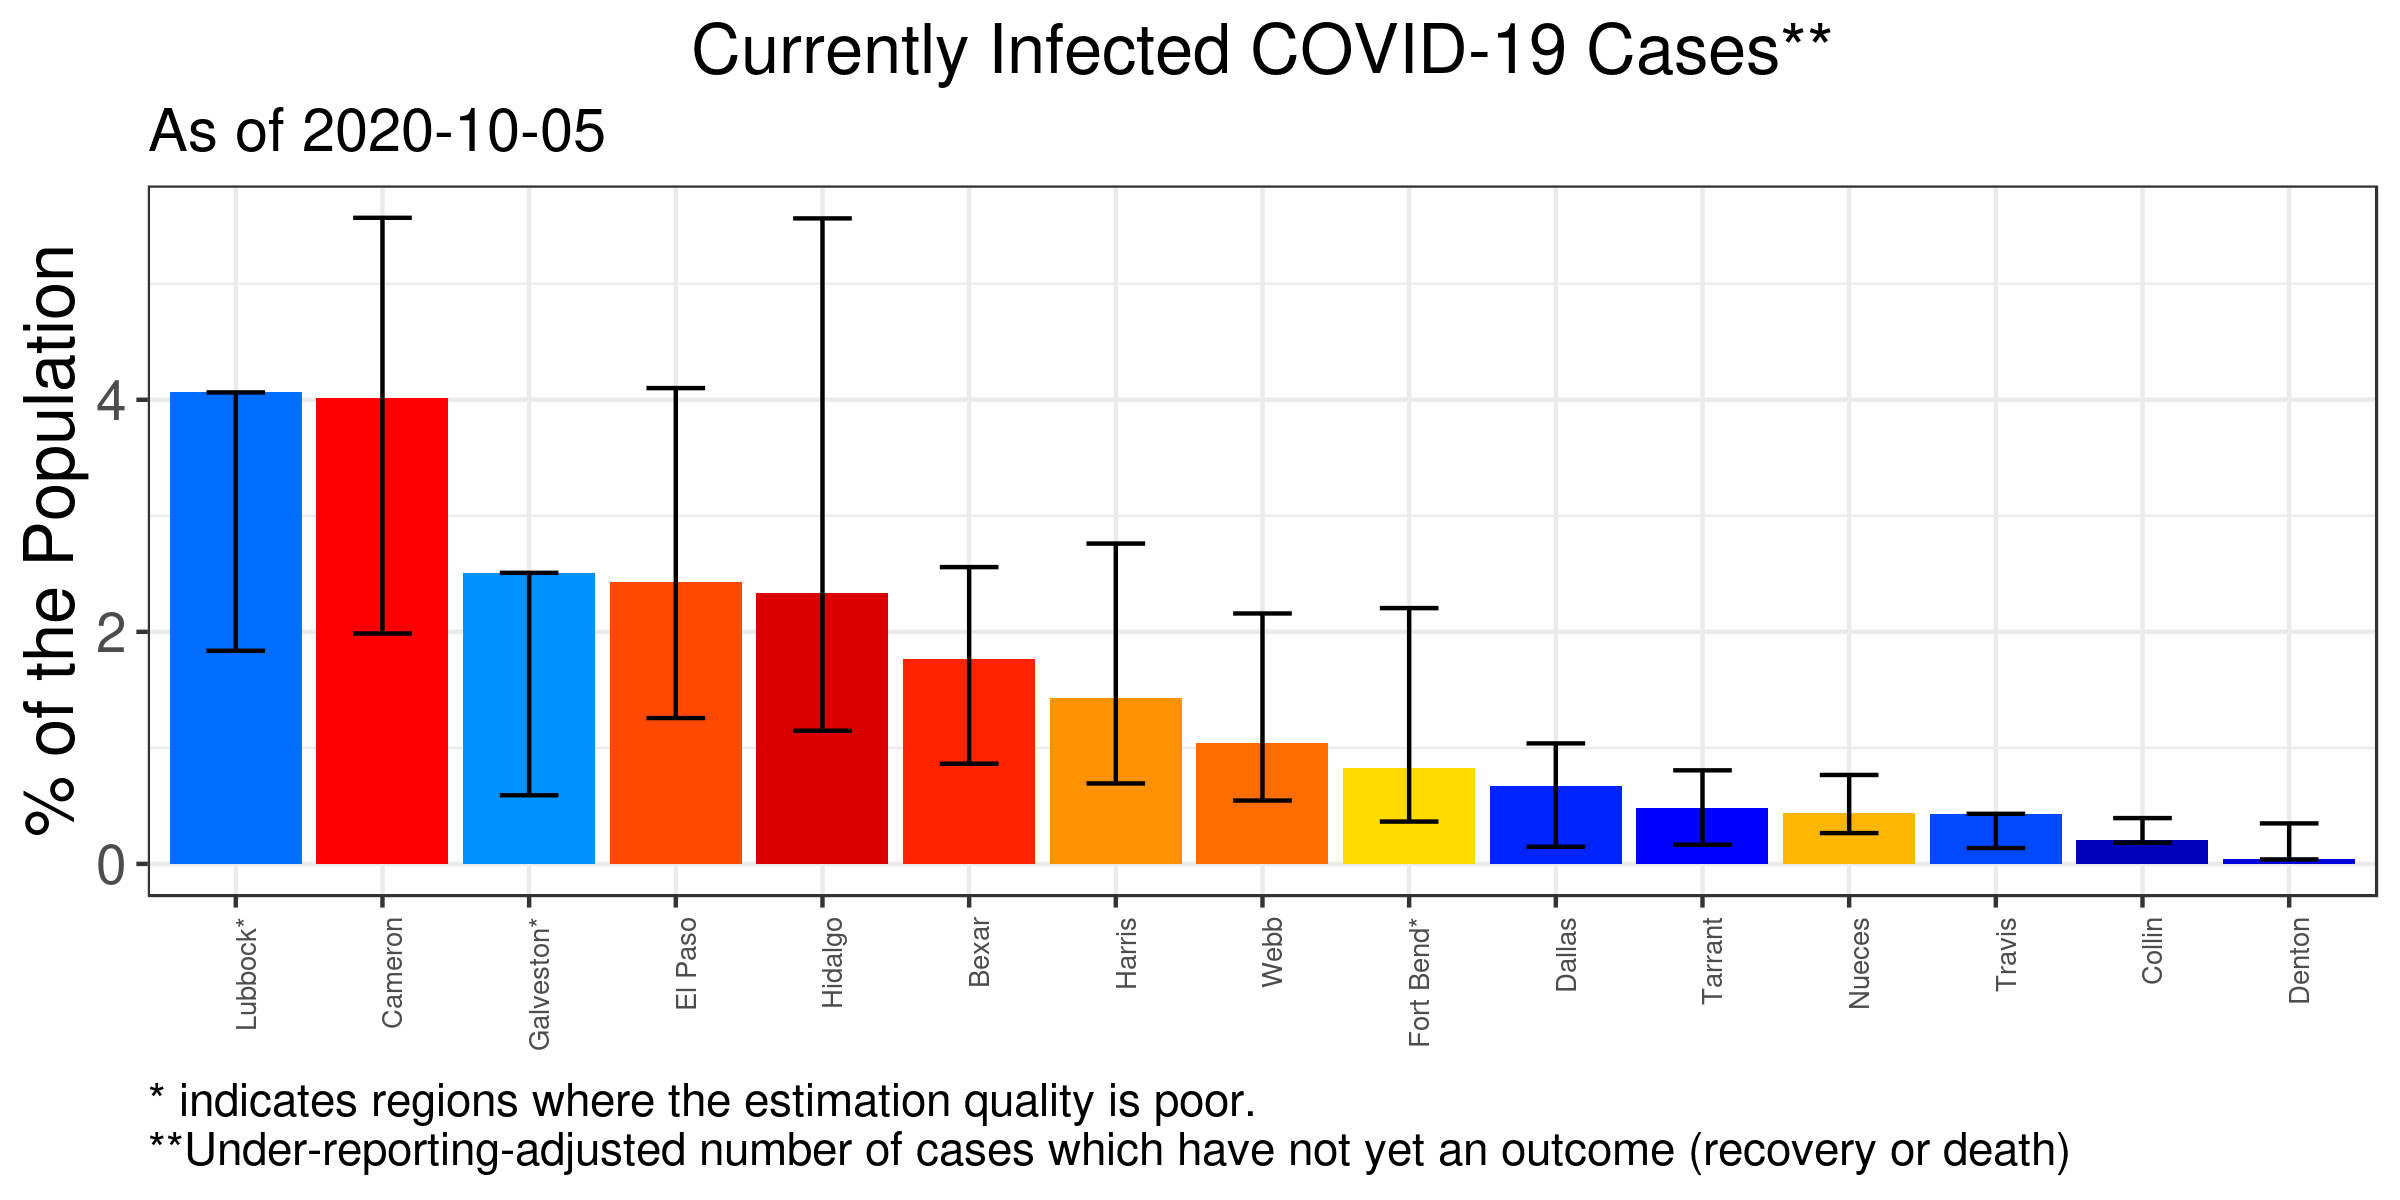 Currently Infected COVID-19 Cases**
As of 2020-10-05
% of the Population
4
2
0
Lubbock*
Cameron
Galveston*
El Paso
Hidalgo
Bexar
Harris
Webb
Fort Bend*
Dallas
Tarrant
Nueces
Travis
Collin
Denton
* indicates regions where the estimation quality is poor.
**Under-reporting-adjusted number of cases which have not yet an outcome (recovery or death)